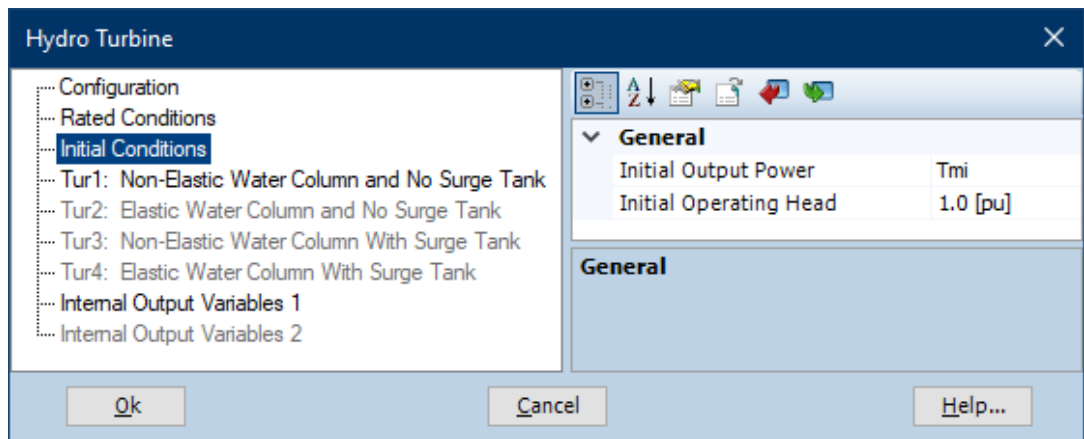 Hydro Turbine
Configuration
Rated Conditions
Initial Conditions
Tur1: Non-Elastic Water Column and No Surge Tank
Tur2: Elastic Water Column and No Surge Tank
Tur3: Non-Elastic Water Column With Surge Tank
Tur4: Elastic Water Column With Surge Tank
Internal Output Variables 1
Internal Output Variables 2
General
Initial Output Power Tmi
Initial Operating Head 1.0 [pu]
General
Ok Cancel Help...